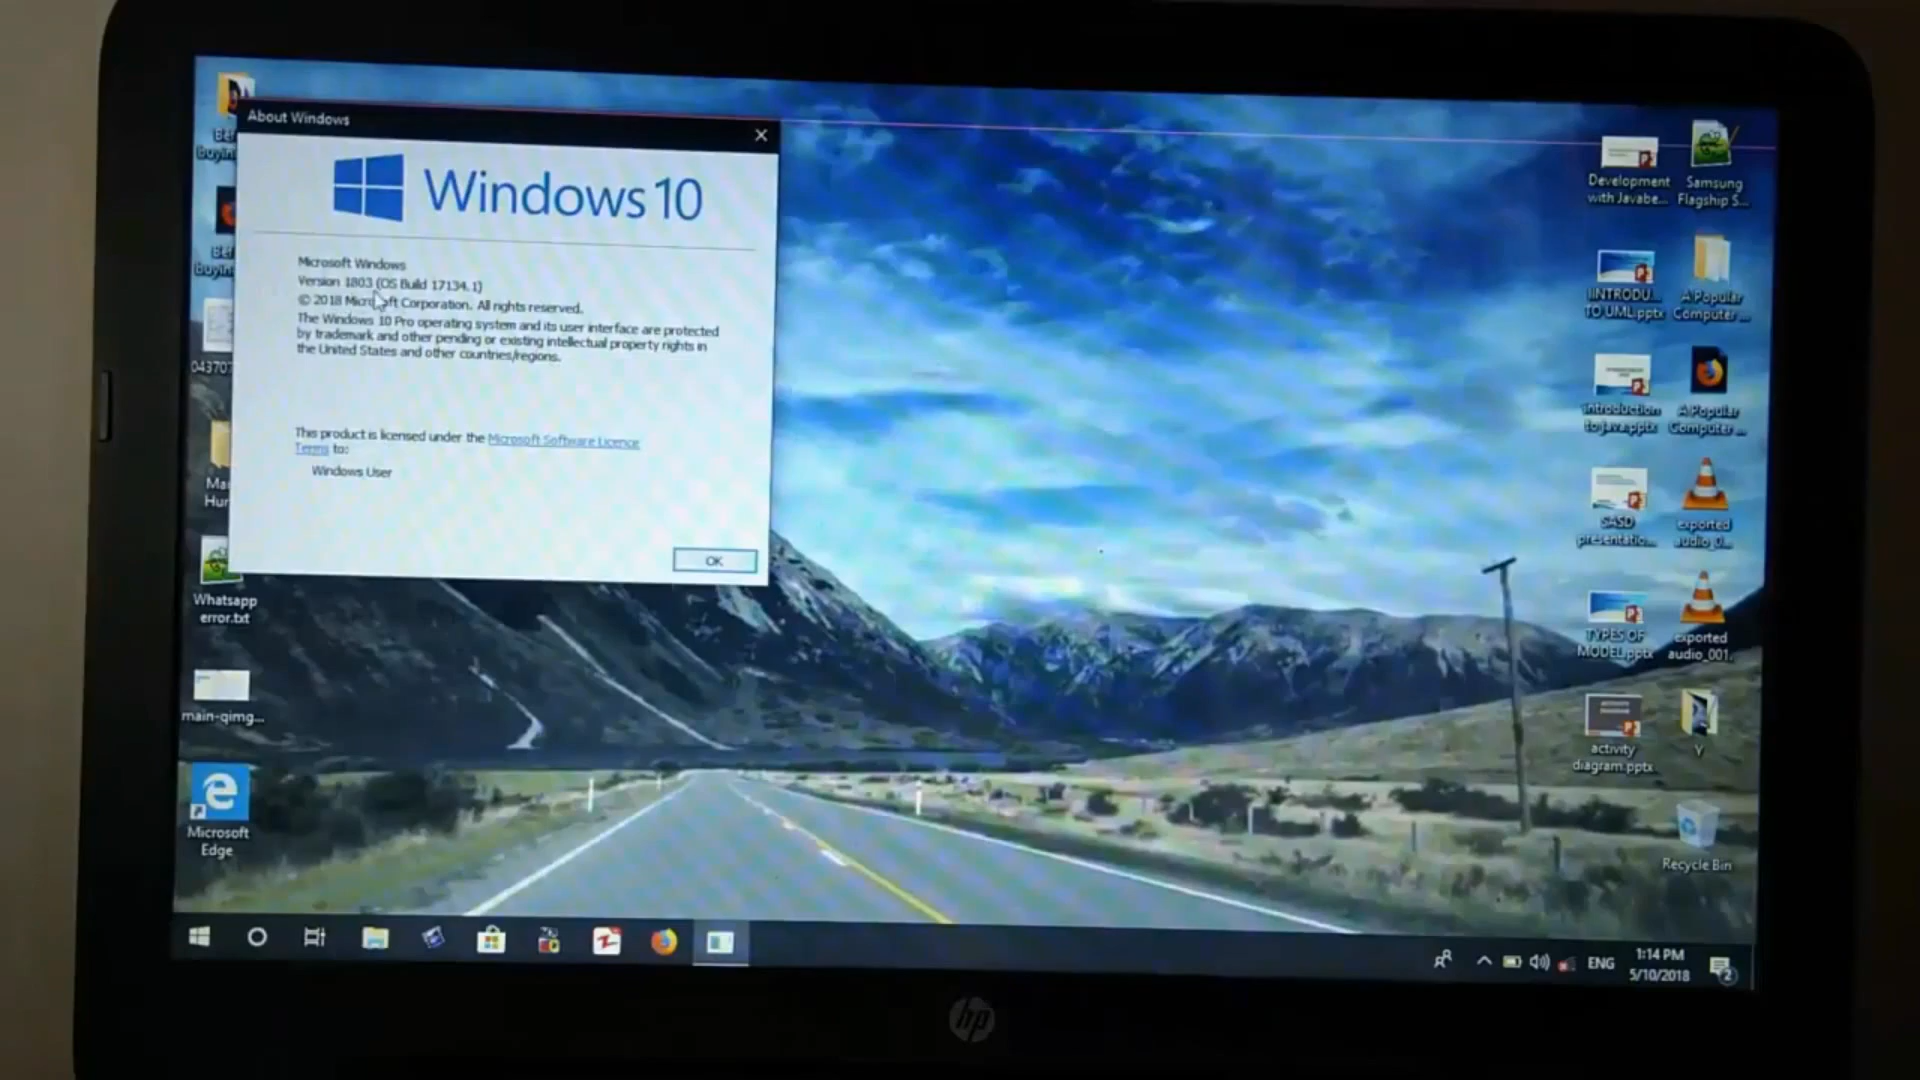 About Windows
Windows 10
Microsoft Windows
Version 1803 (OS Build 17134.1)
© 2018 Microsoft Corporation. All rights reserved.
The Windows 10 Pro operating system and its user interface are protected
by trademark and other pending or existing intellectual property rights in
the United States and other countries/regions.
This product is licensed under the Microsoft Software Licence
Terms to:
Windows User
OK
buyin
04370
Whatsapp
error.txt
main-qimg...
Microsoft
Edge
Development
with Javabe...
Samsung
Flagship S...
TO UML.pptx
A Popular
Computer ...
introduction
to java.pptx
A Popular
Computer ...
SASD
presentatio...
exported
audio_0...
TYPES OF
MODEL.pptx
exported
audio_001.
activity
diagram.pptx
Y
Recycle Bin
ENG
1:14 PM
5/10/2018
2
hp